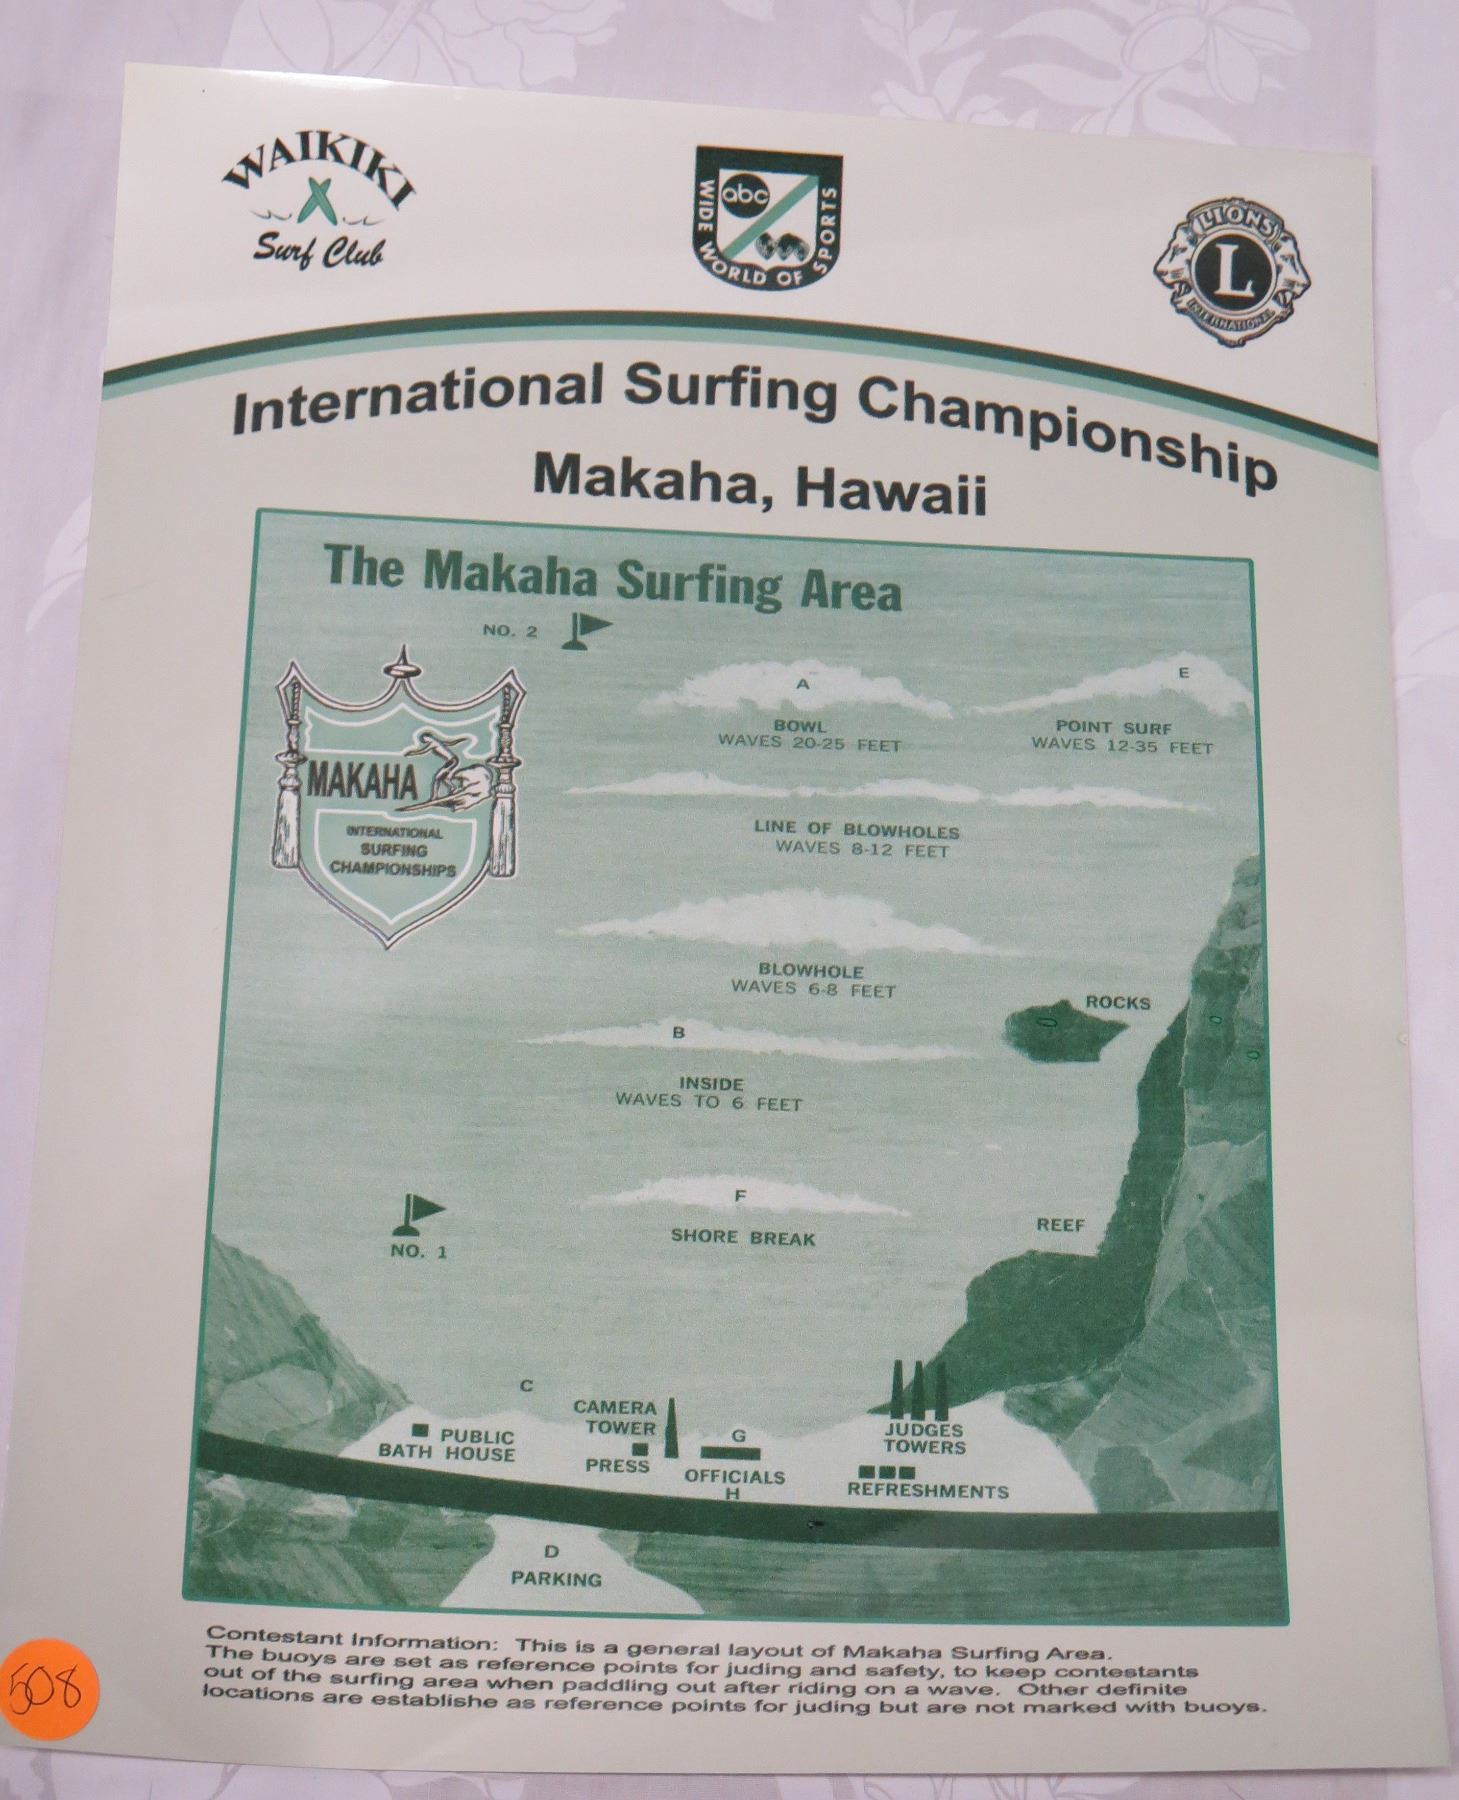 WAIKIKI
Surf Club
abc
WIDE WORLD OF SPORTS
LIONS
L
INTERNATIONAL
International Surfing Championship
Makaha, Hawaii
The Makaha Surfing Area
NO. 2
A
BOWL
WAVES 20-25 FEET
E
POINT SURF
WAVES 12-35 FEET
MAKAHA
INTERNATIONAL
SURFING
CHAMPIONSHIPS
LINE OF BLOWHOLES
WAVES 8-12 FEET
BLOWHOLE
WAVES 6-8 FEET
ROCKS
B
INSIDE
WAVES TO 6 FEET
F
SHORE BREAK
NO. 1
REEF
C
PUBLIC
BATH HOUSE
CAMERA
TOWER
PRESS
G
OFFICIALS
H
JUDGES
TOWERS
REFRESHMENTS
D
PARKING
Contestant Information: This is a general layout of Makaha Surfing Area.
The buoys are set as reference points for juding and safety, to keep contestants
out of the surfing area when paddling out after riding on a wave. Other definite
locations are establishe as reference points for juding but are not marked with buoys.
508